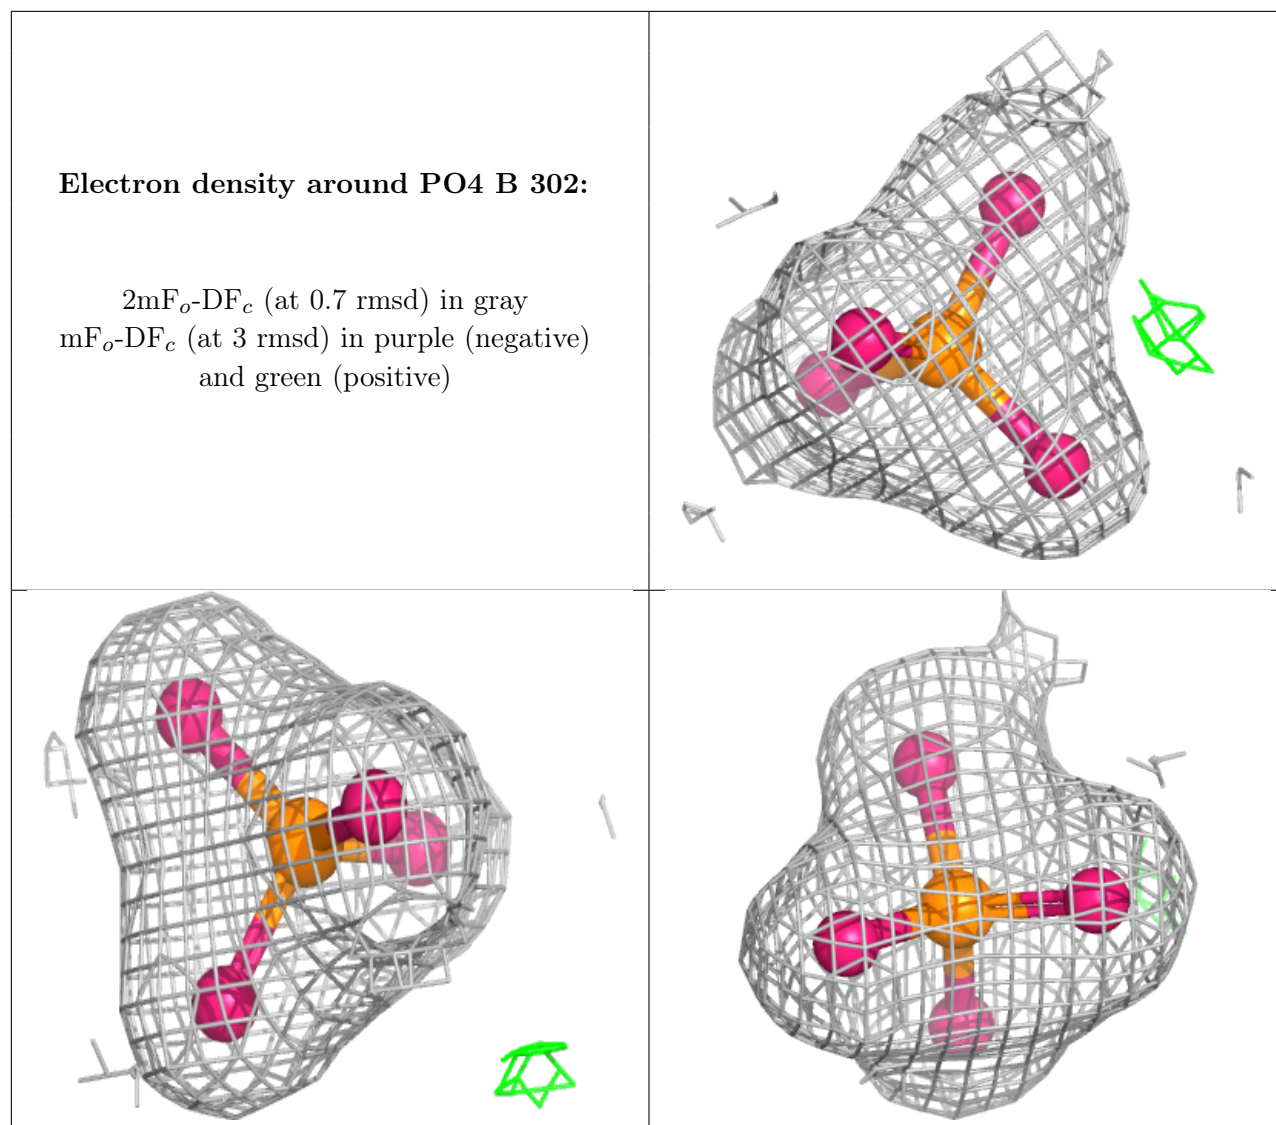 Electron density around PO4 B 302:
2mFo-DFc (at 0.7 rmsd) in gray
mFo-DFc (at 3 rmsd) in purple (negative)
and green (positive)